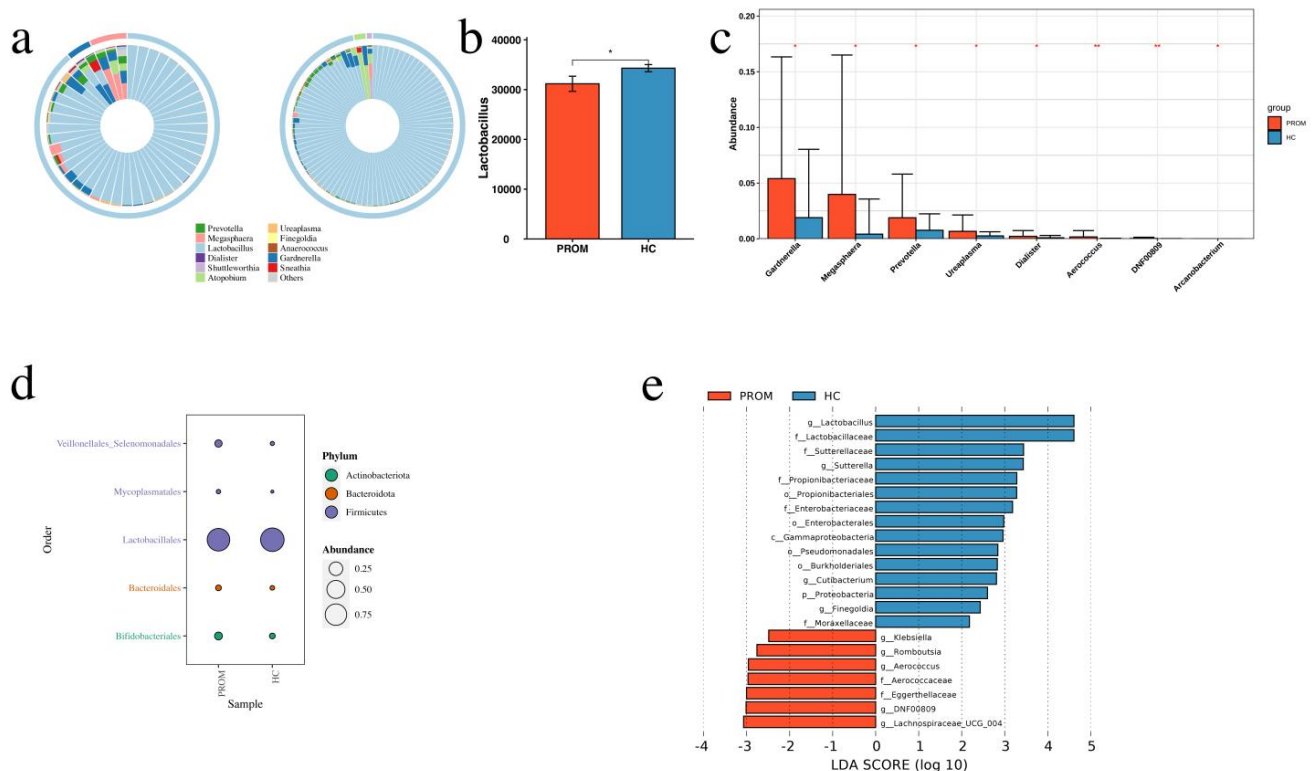 a
Prevotella
Megasphaera
Lactobacillus
Dialister
Shuttleworthia
Atopobium
Ureaplasma
Finegoldia
Anaerococcus
Gardnerella
Sneathia
Others
b
Lactobacillus
40000
30000
20000
10000
0
*
PROM
HC
c
Abundance
0.20
0.15
0.10
0.05
0.00
* * * * * ** ** *
Gardnerella
Megasphaera
Prevotella
Ureaplasma
Dialister
Aerococcus
DNF00809
Arcanobacterium
group
PROM
HC
d
Order
Veillonellales_Selenomonadales
Mycoplasmatales
Lactobacillales
Bacteroidales
Bifidobacteriales
PROM
HC
Sample
Phylum
Actinobacteriota
Bacteroidota
Firmicutes
Abundance
0.25
0.50
0.75
e
PROM HC
g__Lactobacillus
f__Lactobacillaceae
f__Sutterellaceae
g__Sutterella
f__Propionibacteriaceae
o__Propionibacteriales
f__Enterobacteriaceae
o__Enterobacterales
c__Gammaproteobacteria
o__Pseudomonadales
o__Burkholderiales
g__Cutibacterium
p__Proteobacteria
g__Finegoldia
f__Moraxellaceae
g__Klebsiella
g__Romboutsia
g__Aerococcus
f__Aerococcaceae
f__Eggerthellaceae
g__DNF00809
g__Lachnospiraceae_UCG_004
-4 -3 -2 -1 0 1 2 3 4 5
LDA SCORE (log 10)